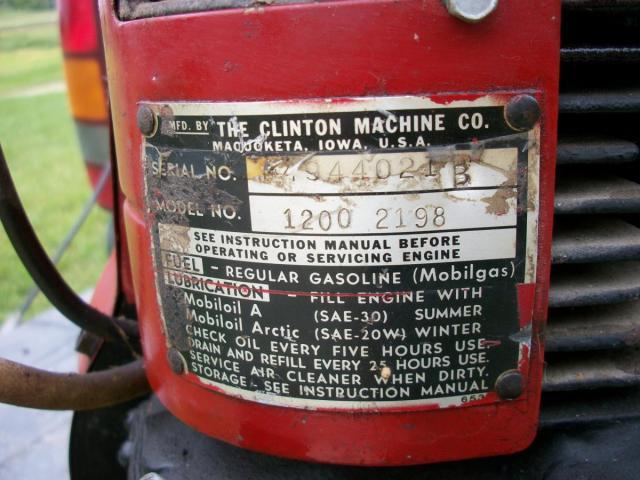 MFD. BY THE CLINTON MACHINE CO.
MAQUOKETA, IOWA, U.S.A.
SERIAL NO. B
MODEL NO. 1200 2198
SEE INSTRUCTION MANUAL BEFORE
OPERATING OR SERVICING ENGINE
FUEL - REGULAR GASOLINE (Mobilgas)
LUBRICATION - FILL ENGINE WITH
Mobiloil A (SAE-30) SUMMER
Mobiloil Arctic (SAE-20W) WINTER
CHECK OIL EVERY FIVE HOURS USE.
DRAIN AND REFILL EVERY 25 HOURS USE.
SERVICE AIR CLEANER WHEN DIRTY.
STORAGE - SEE INSTRUCTION MANUAL